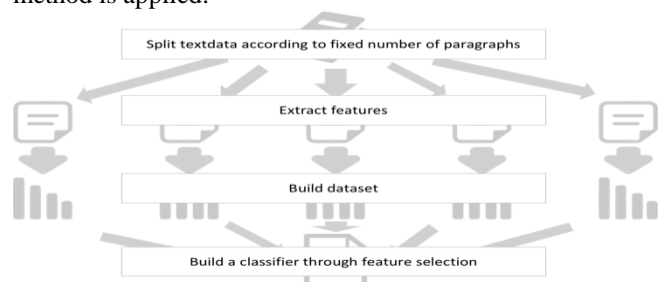 method is applied.
Split textdata according to fixed number of paragraphs
Extract features
Build dataset
Build a classifier through feature selection